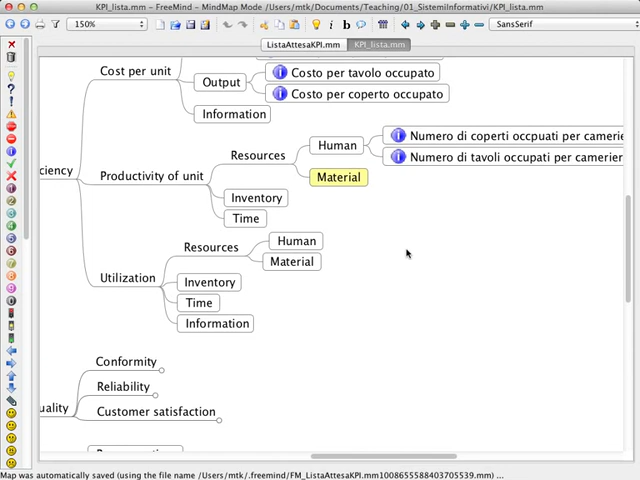 KPI_lista.mm - FreeMind - MindMap Mode /Users/mtk/Documents/Teaching/01_SistemiInformativi/KPI_lista.mm
150%
SansSerif
ListaAttesaKPI.mm
KPI_lista.mm
Cost per unit
Output
Costo per tavolo occupato
Costo per coperto occupato
Information
ciency
Productivity of unit
Resources
Human
Numero di coperti occpuati per camerie
Numero di tavoli occupati per camerier
Material
Inventory
Time
Utilization
Resources
Human
Material
Inventory
Time
Information
uality
Conformity
Reliability
Customer satisfaction
Map was automatically saved (using the file name /Users/mtk/.freemind/FM_ListaAttesaKPI.mm1008655588403705539.mm) ...